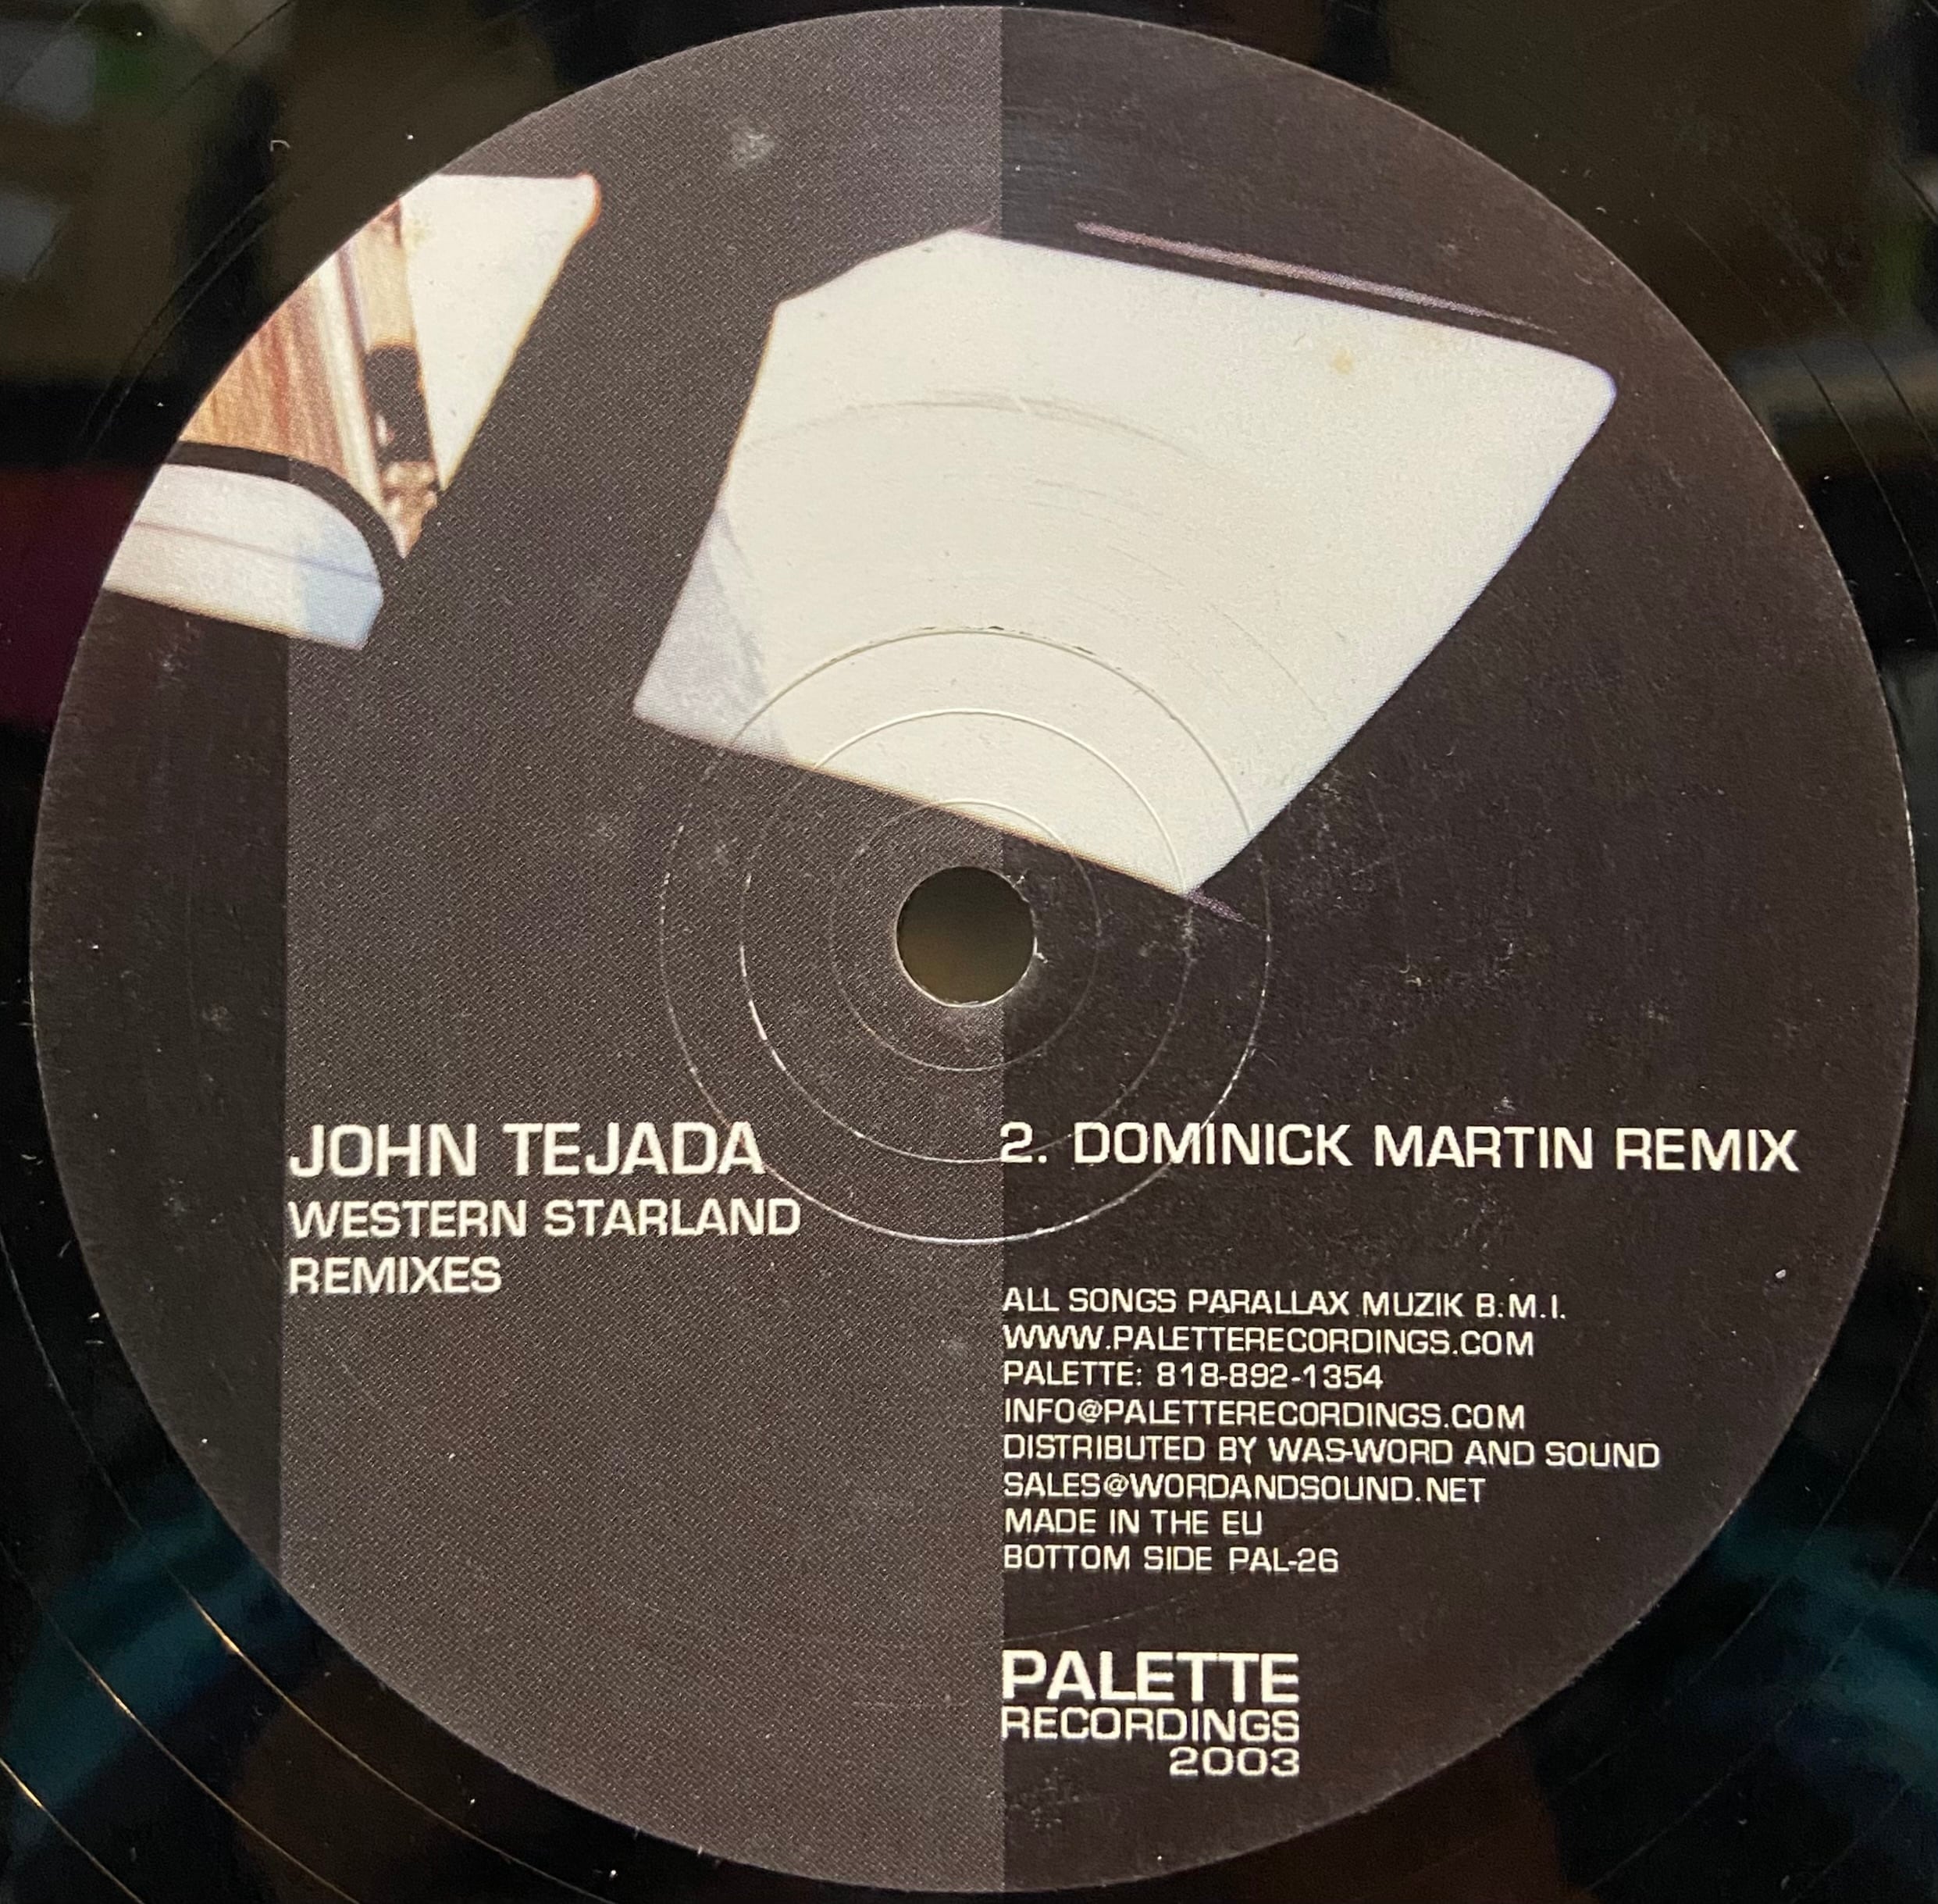 JOHN TEJADA
WESTERN STARLAND
REMIXES
2. DOMINICK MARTIN REMIX
ALL SONGS PARALLAX MUZIK B.M.I.
WWW.PALETTERECORDINGS.COM
PALETTE: 818-892-1354
INFO@PALETTERECORDINGS.COM
DISTRIBUTED BY WAS-WORD AND SOUND
SALES@WORDANDSOUND.NET
MADE IN THE EU
BOTTOM SIDE PAL-26
PALETTE
RECORDINGS
2003